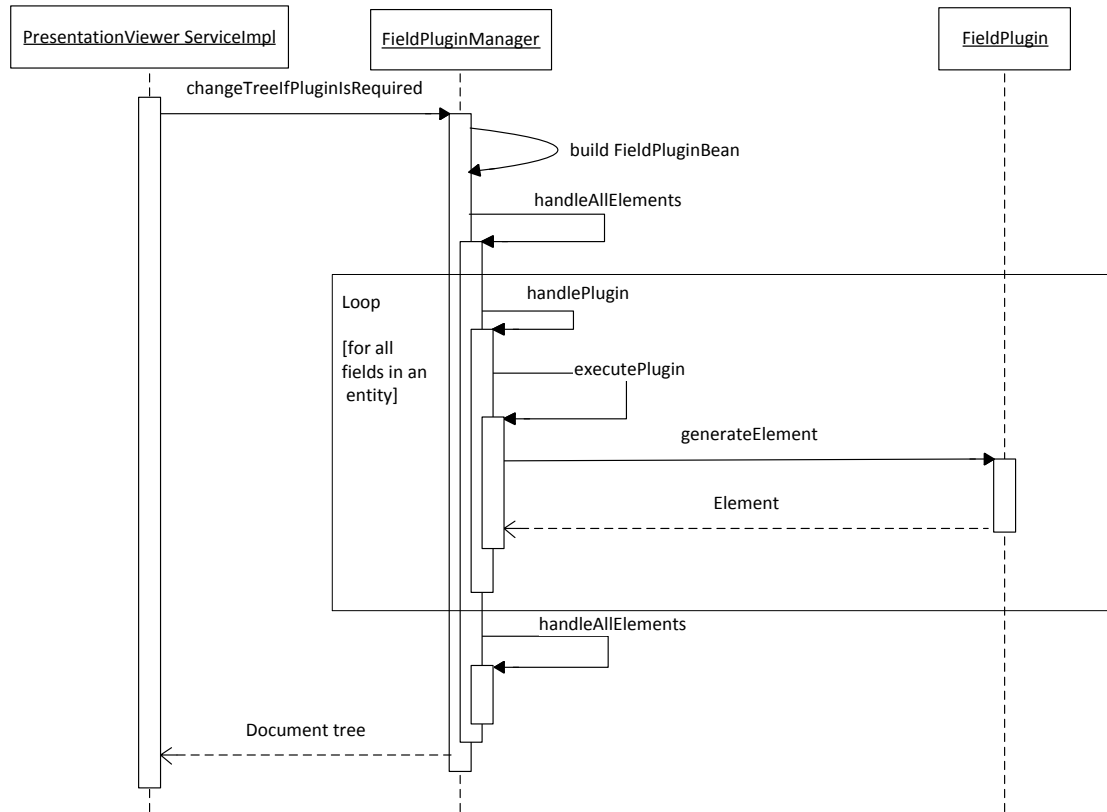 PresentationViewer ServiceImpl
FieldPluginManager
FieldPlugin
changeTreeIfPluginIsRequired
build FieldPluginBean
handleAllElements
Loop
[for all
fields in an
entity]
handlePlugin
executePlugin
generateElement
Element
handleAllElements
Document tree